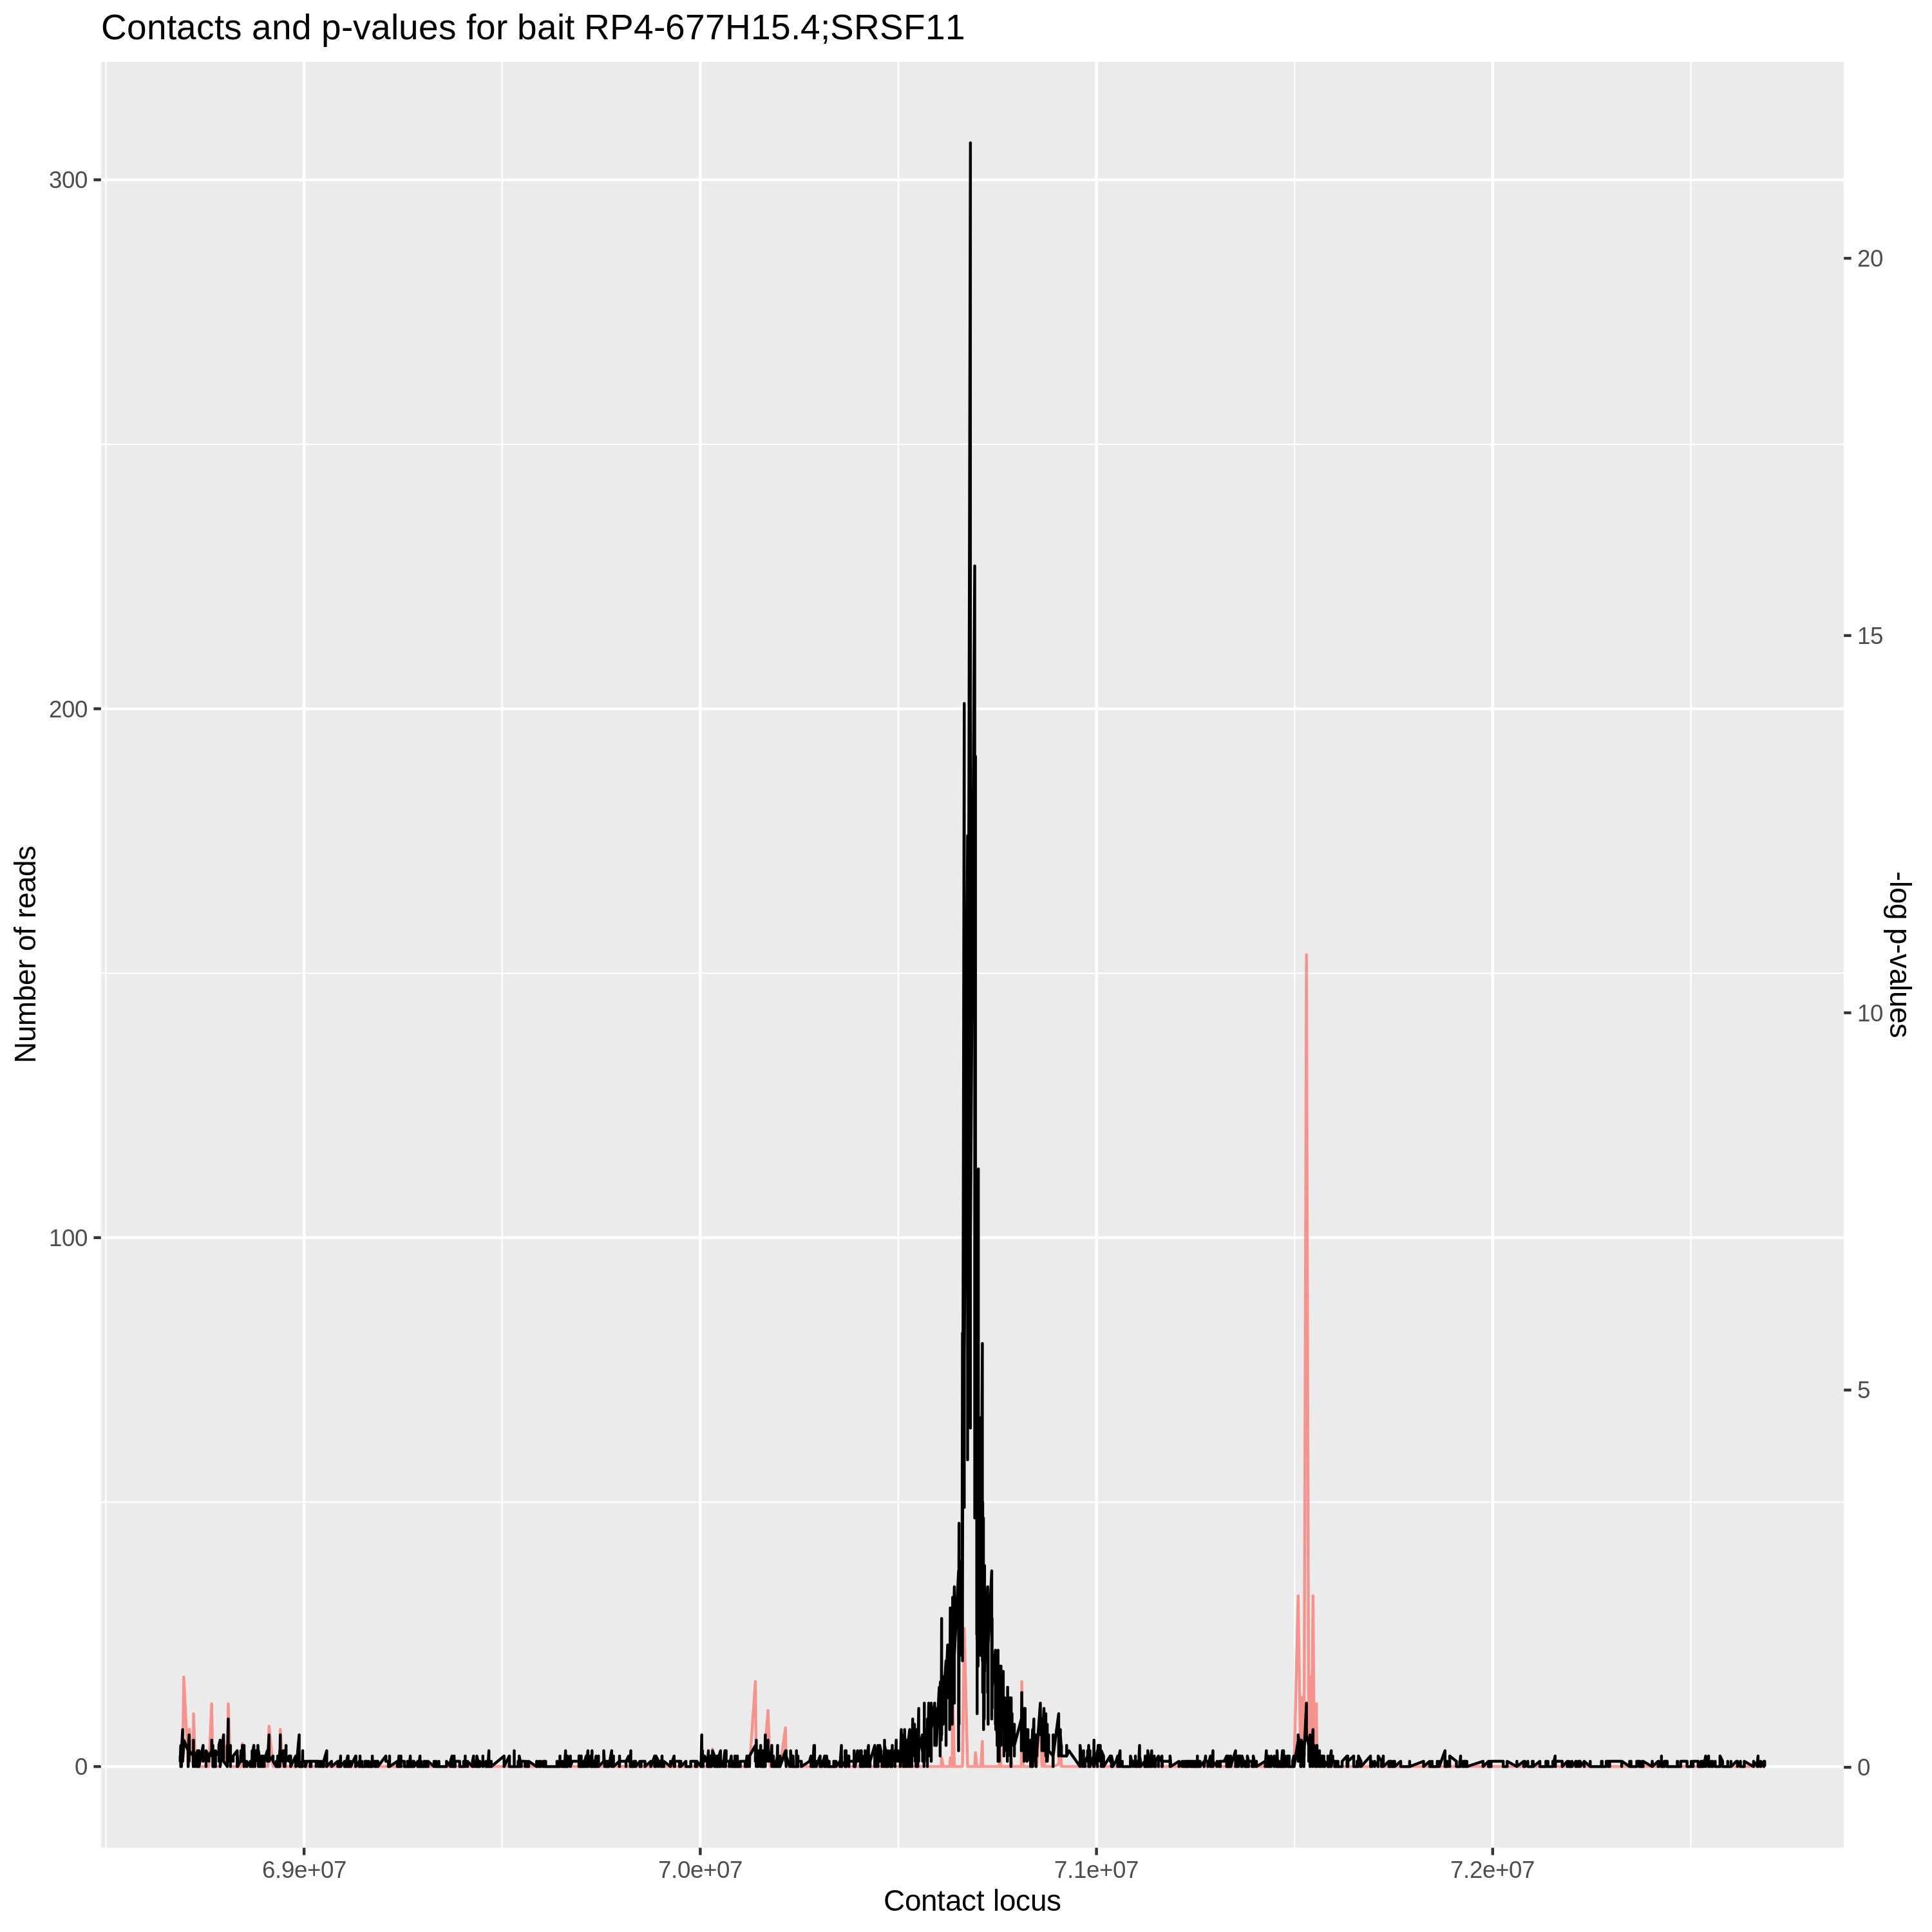 Contacts and p-values for bait RP4-677H15.4;SRSF11
300
200
100
0
Number of reads
20
15
10
5
0
-log p-values
6.9e+07
7.0e+07
7.1e+07
7.2e+07
Contact locus